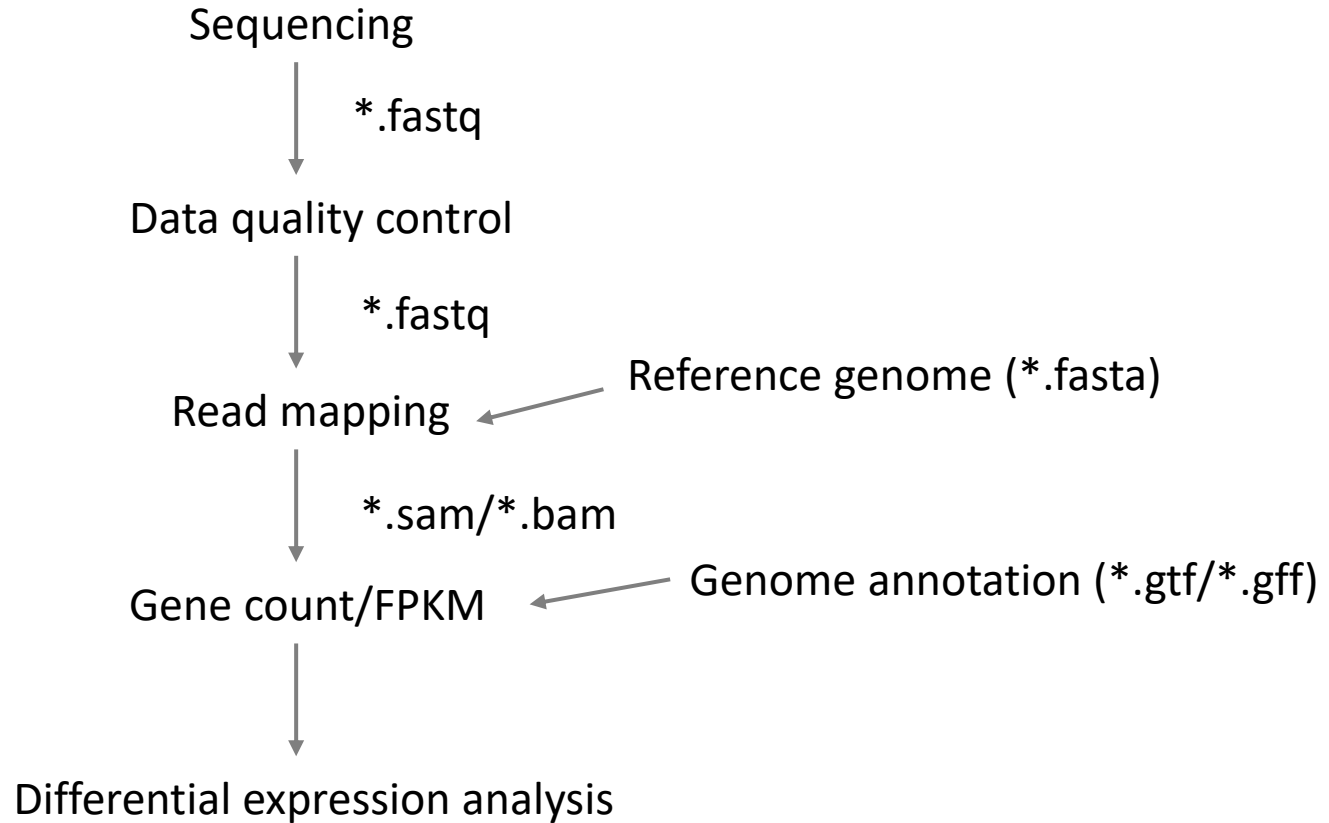 Sequencing
*.fastq
Data quality control
*.fastq
Reference genome (*.fasta)
Read mapping
*.sam/*.bam
Genome annotation (*.gtf/*.gff)
Gene count/FPKM
Differential expression analysis